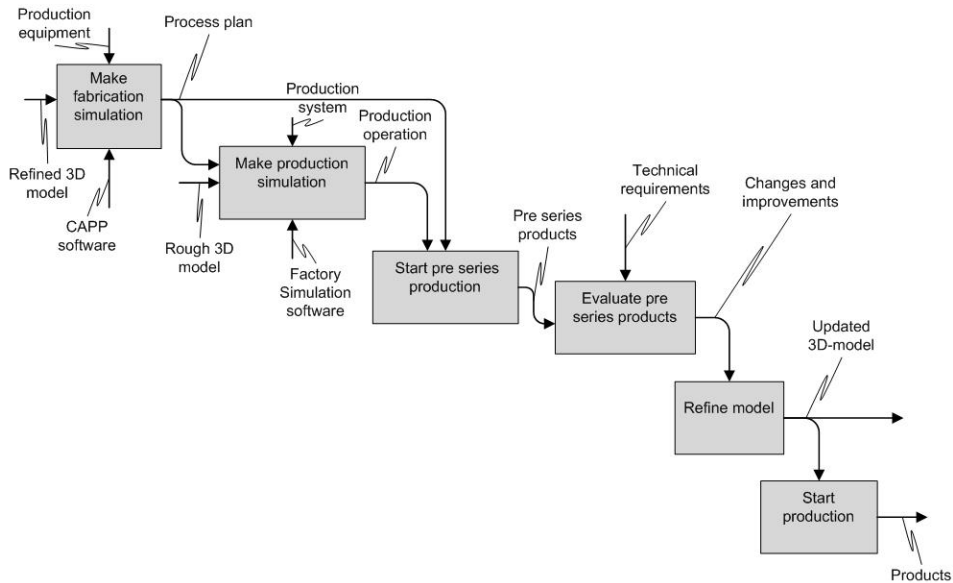 Production
equipment
Process plan
Make
fabrication
simulation
Refined 3D
model
CAPP
software
Production
system
Production
operation
Make production
simulation
Rough 3D
model
Factory
Simulation
software
Start pre series
production
Pre series
products
Technical
requirements
Evaluate pre
series products
Changes and
improvements
Refine model
Updated
3D-model
Start
production
Products